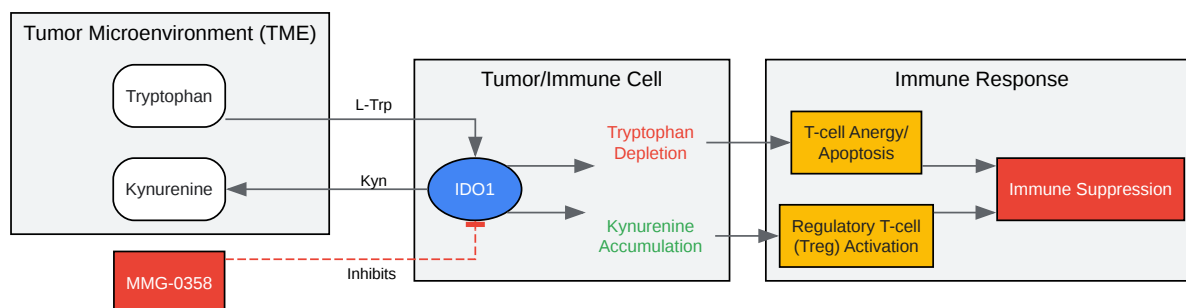 Tumor Microenvironment (TME)
Tryptophan
Kynurenine
MMG-0358
L-Trp
Kyn
Inhibits
Tumor/Immune Cell
IDO1
Tryptophan
Depletion
Kynurenine
Accumulation
Immune Response
T-cell Anergy/
Apoptosis
Regulatory T-cell
(Treg) Activation
Immune Suppression